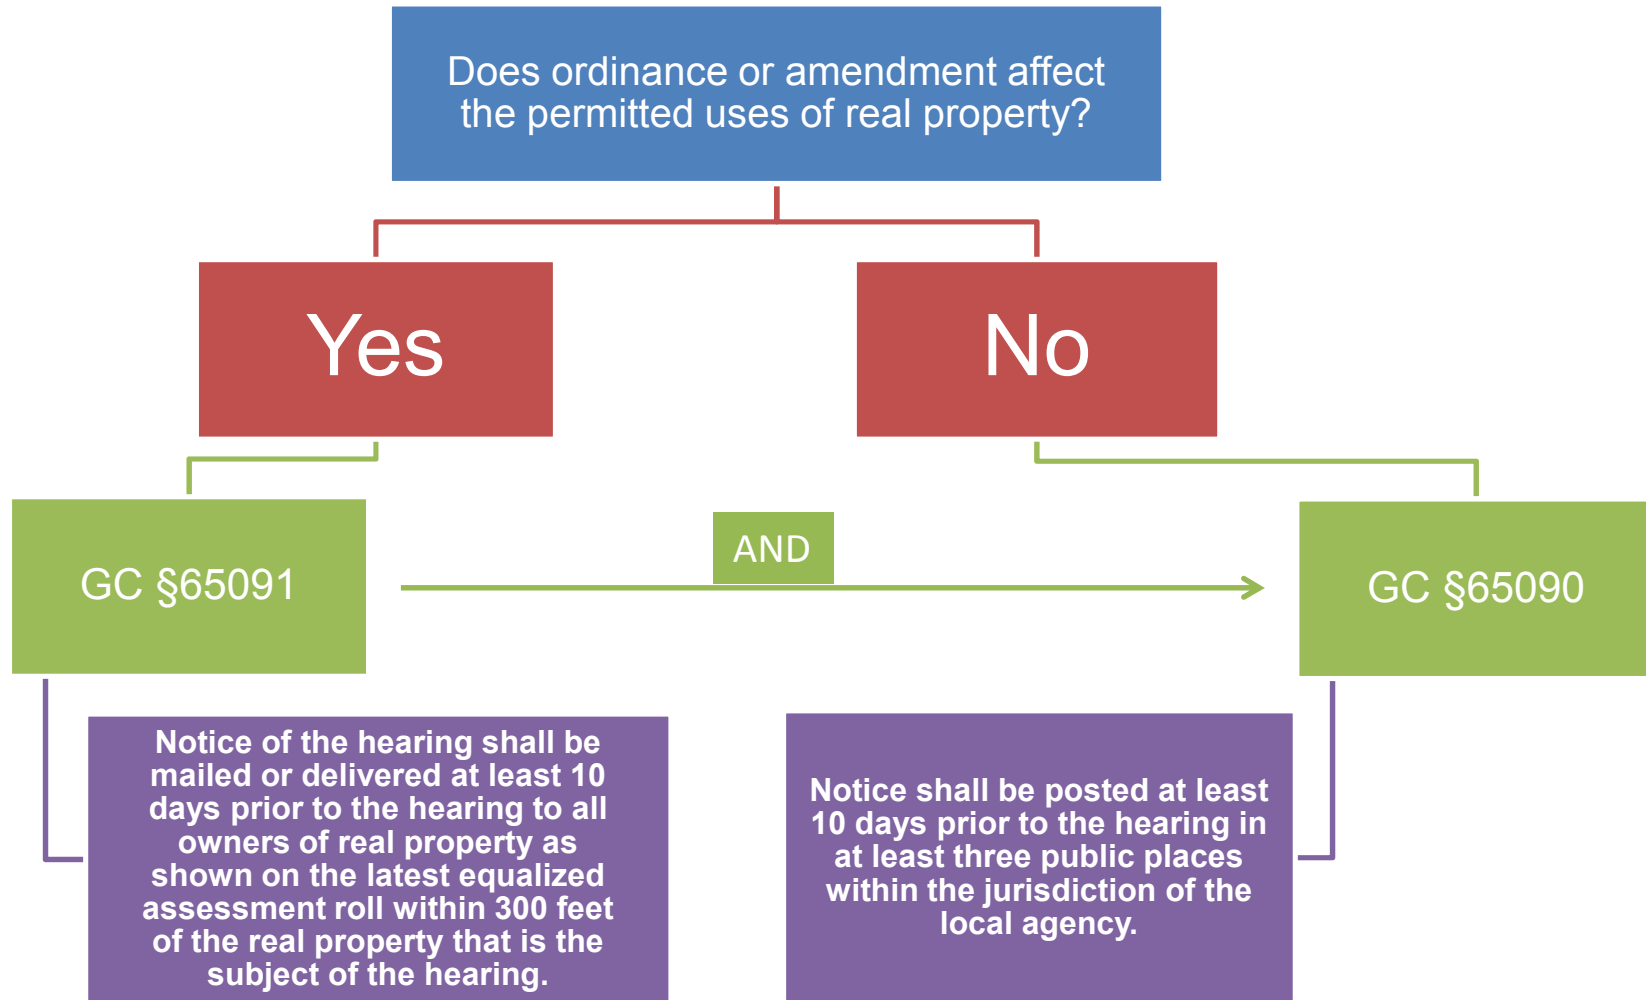 Does ordinance or amendment affect
the permitted uses of real property?
Yes
No
GC §65091
AND
GC §65090
Notice of the hearing shall be
mailed or delivered at least 10
days prior to the hearing to all
owners of real property as
shown on the latest equalized
assessment roll within 300 feet
of the real property that is the
subject of the hearing.
Notice shall be posted at least
10 days prior to the hearing in
at least three public places
within the jurisdiction of the
local agency.